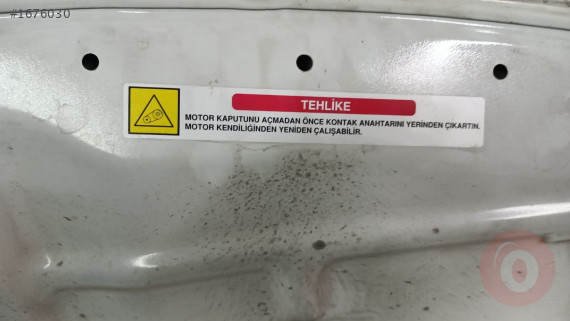 #1676030
TEHLİKE
MOTOR KAPUTUNU AÇMADAN ÖNCE KONTAK ANAHTARINI YERİNDEN ÇIKARTIN.
MOTOR KENDİLİĞİNDEN YENİDEN ÇALIŞABİLİR.